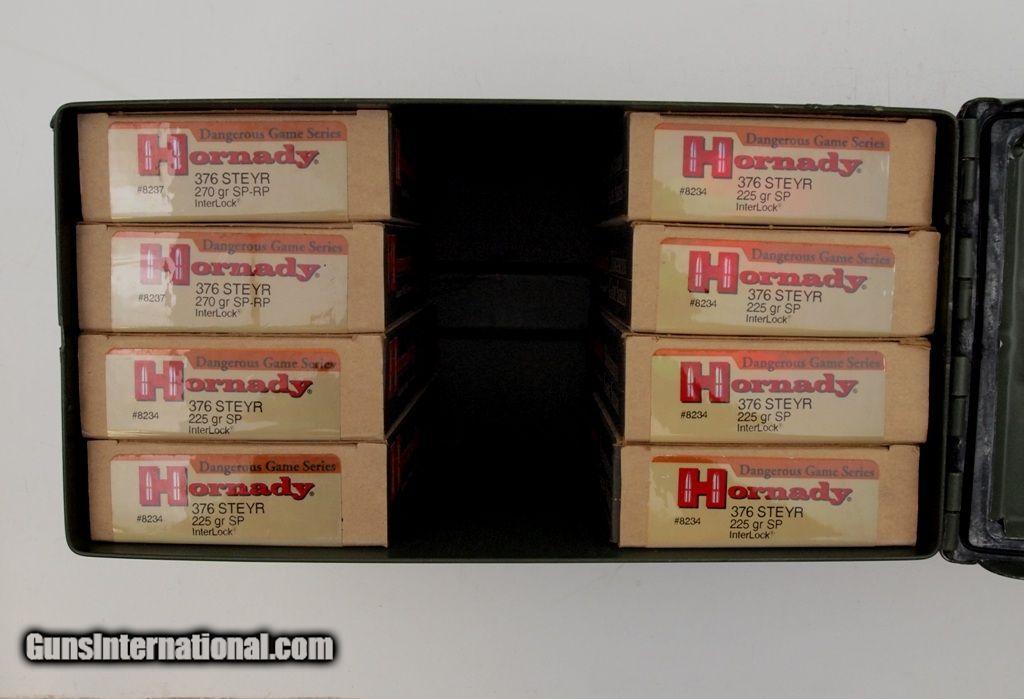 Dangerous Game Series
Hornady®
376 STEYR
#8237
270 gr SP-RP
InterLock®
Dangerous Game Series
Hornady®
376 STEYR
#8237
270 gr SP-RP
InterLock®
Dangerous Game Series
Hornady®
376 STEYR
#8234
225 gr SP
InterLock®
Dangerous Game Series
Hornady®
376 STEYR
#8234
225 gr SP
InterLock®
Dangerous Game Series
Hornady®
376 STEYR
#8234
225 gr SP
InterLock®
Dangerous Game Series
Hornady®
376 STEYR
#8234
225 gr SP
InterLock®
Dangerous Game Series
Hornady®
376 STEYR
#8234
225 gr SP
InterLock®
Dangerous Game Series
Hornady®
376 STEYR
#8234
225 gr SP
InterLock®
GunsInternational.com